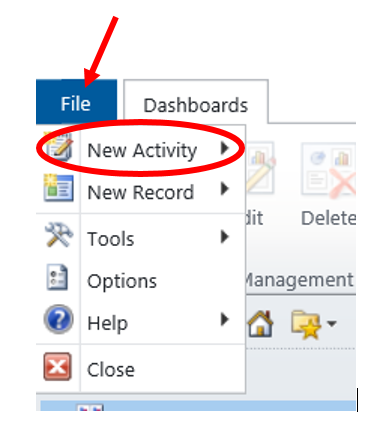 File Dashboards
New Activity
New Record
dit Delete
Tools
Options
Management
Help
Close